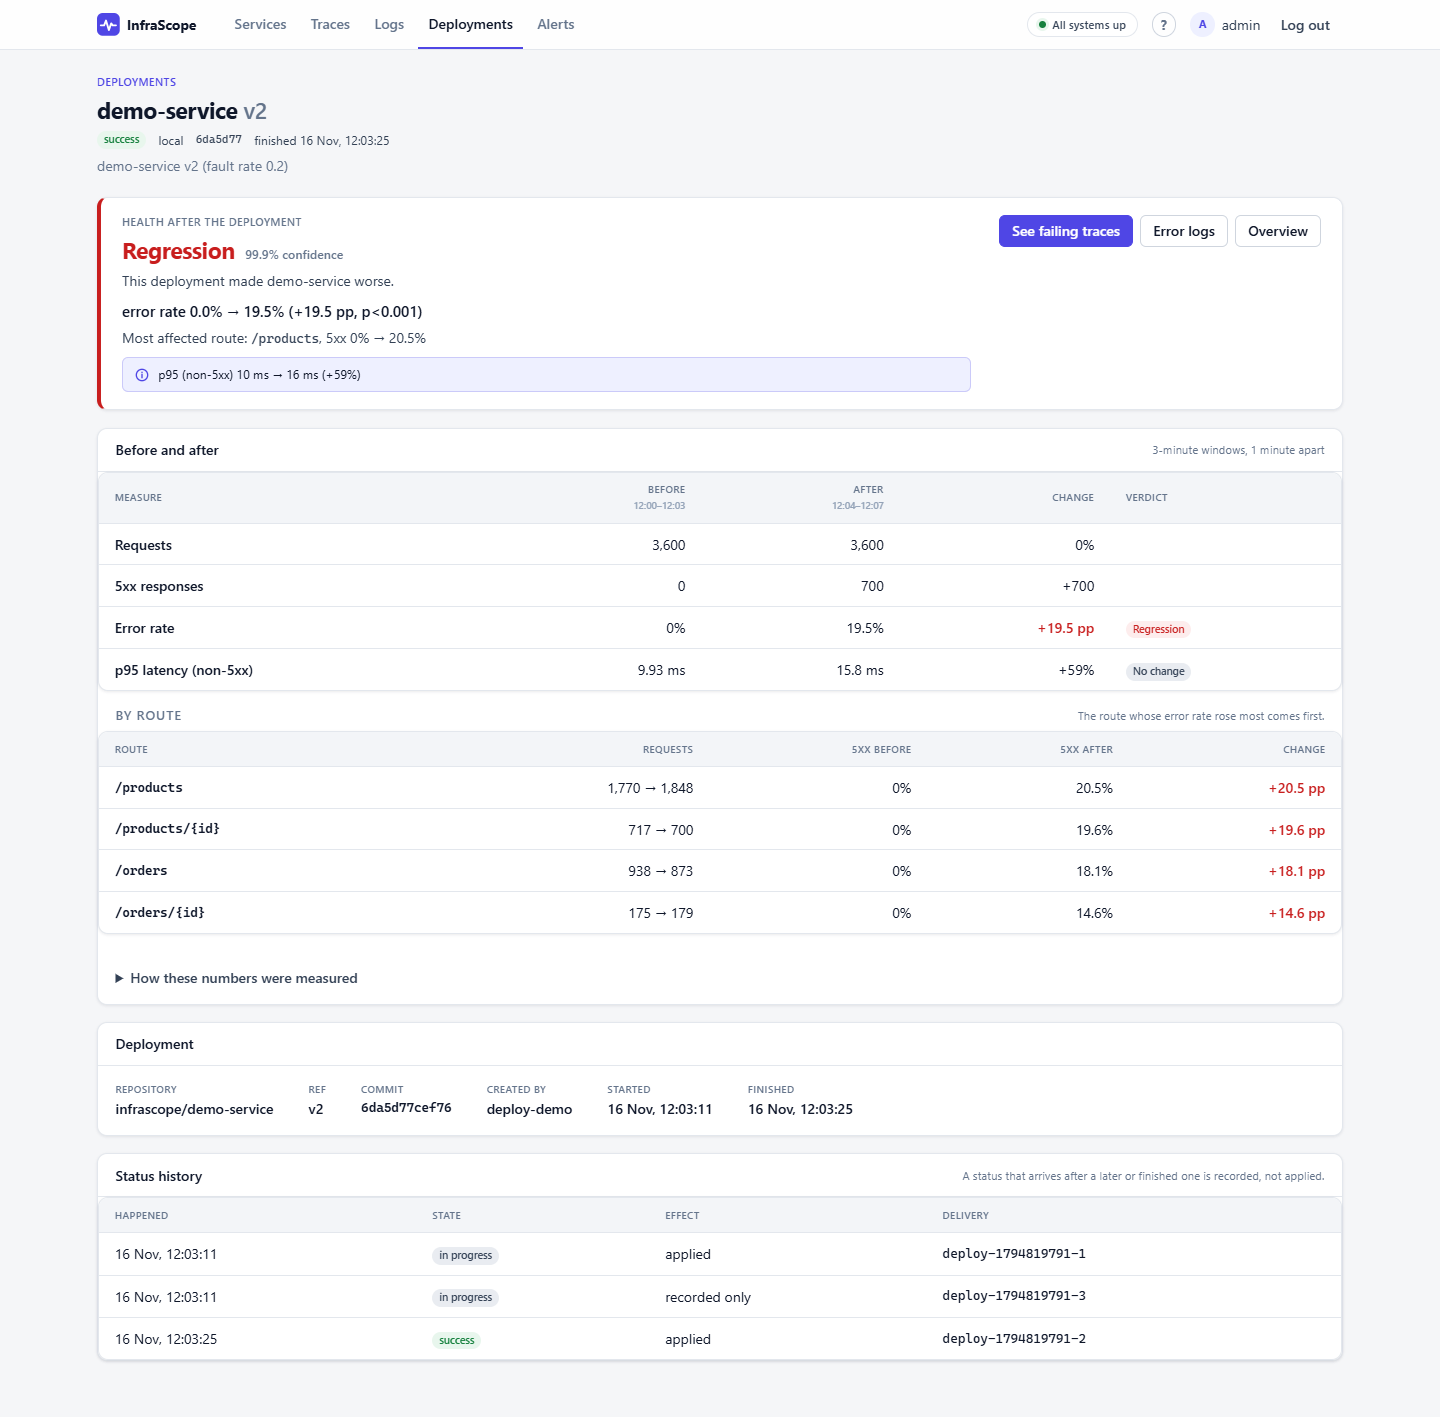 InfraScope Services Traces Logs Deployments Alerts All systems up ? A admin Log out
DEPLOYMENTS
demo-service v2
success local 6da5d77 finished 16 Nov, 12:03:25
demo-service v2 (fault rate 0.2)
HEALTH AFTER THE DEPLOYMENT
See failing traces Error logs Overview
Regression 99.9% confidence
This deployment made demo-service worse.
error rate 0.0% → 19.5% (+19.5 pp, p<0.001)
Most affected route: /products, 5xx 0% → 20.5%
p95 (non-5xx) 10 ms → 16 ms (+59%)
Before and after 3-minute windows, 1 minute apart
MEASURE BEFORE 12:00–12:03 AFTER 12:04–12:07 CHANGE VERDICT
Requests 3,600 3,600 0%
5xx responses 0 700 +700
Error rate 0% 19.5% +19.5 pp Regression
p95 latency (non-5xx) 9.93 ms 15.8 ms +59% No change
BY ROUTE The route whose error rate rose most comes first.
ROUTE REQUESTS 5XX BEFORE 5XX AFTER CHANGE
/products 1,770 → 1,848 0% 20.5% +20.5 pp
/products/{id} 717 → 700 0% 19.6% +19.6 pp
/orders 938 → 873 0% 18.1% +18.1 pp
/orders/{id} 175 → 179 0% 14.6% +14.6 pp
▶ How these numbers were measured
Deployment
REPOSITORY REF COMMIT CREATED BY STARTED FINISHED
infrascope/demo-service v2 6da5d77cef76 deploy-demo 16 Nov, 12:03:11 16 Nov, 12:03:25
Status history A status that arrives after a later or finished one is recorded, not applied.
HAPPENED STATE EFFECT DELIVERY
16 Nov, 12:03:11 in progress applied deploy-1794819791-1
16 Nov, 12:03:11 in progress recorded only deploy-1794819791-3
16 Nov, 12:03:25 success applied deploy-1794819791-2